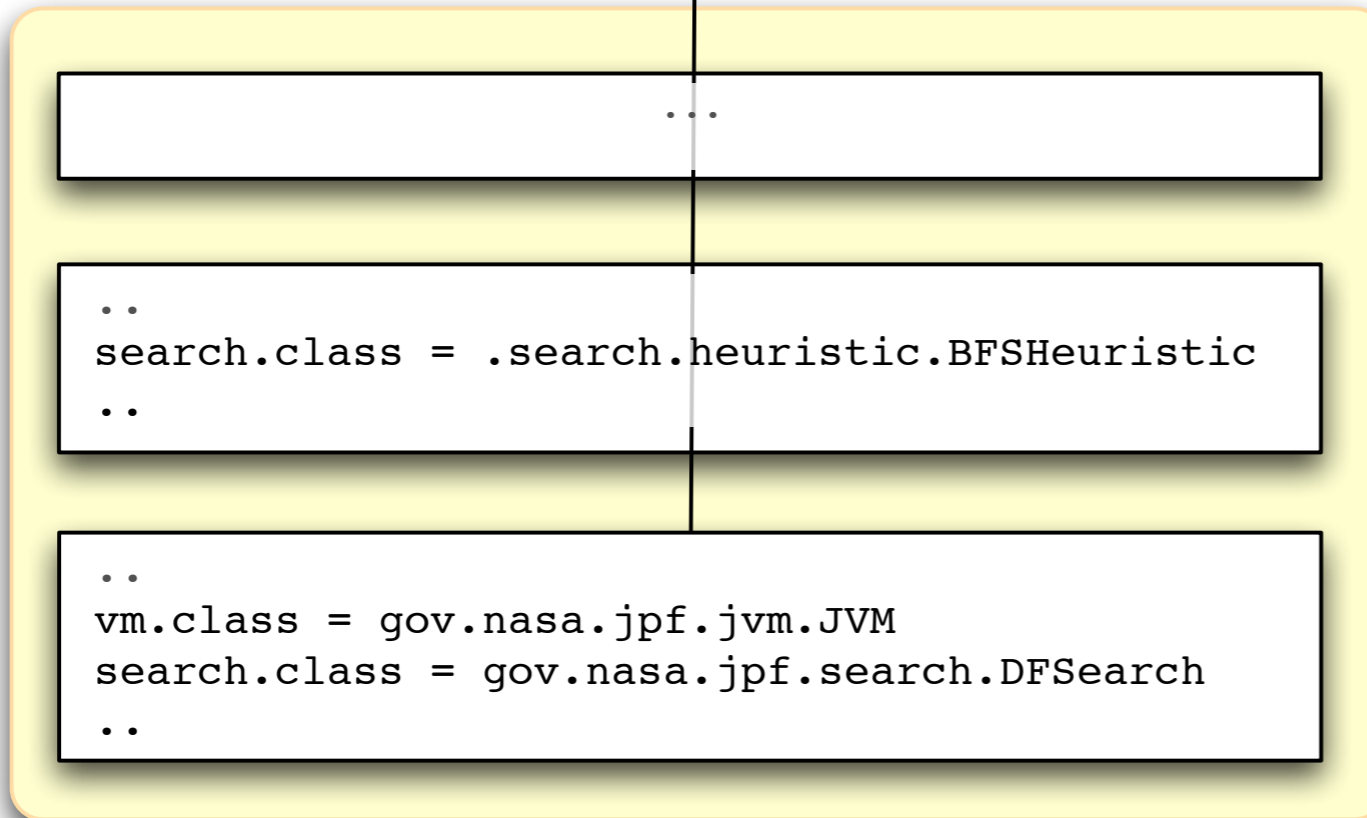 ...
..
search.class = .search.heuristic.BFSHeuristic
..
..
vm.class = gov.nasa.jpf.jvm.JVM
search.class = gov.nasa.jpf.search.DFSearch
..